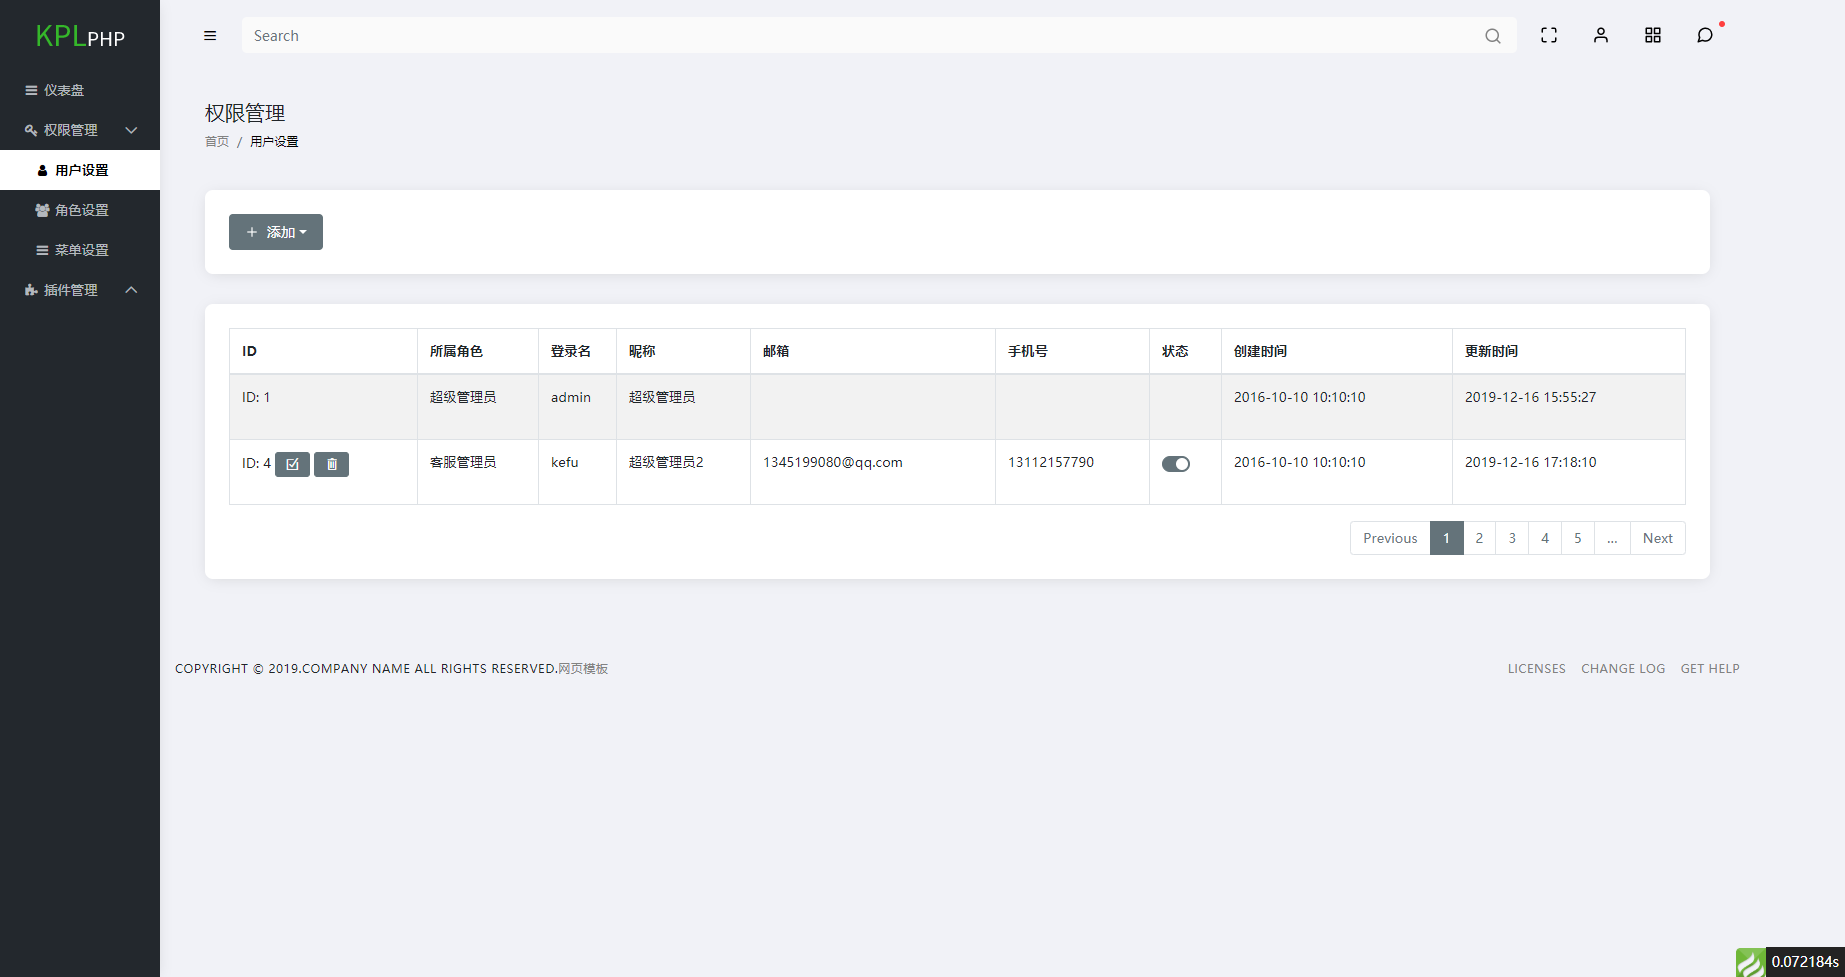 KPLPHP
Search
仪表盘
权限管理
用户设置
角色设置
菜单设置
插件管理
权限管理
首页 / 用户设置
添加
ID 所属角色 登录名 昵称 邮箱 手机号 状态 创建时间 更新时间
ID: 1 超级管理员 admin 超级管理员 2016-10-10 10:10:10 2019-12-16 15:55:27
ID: 4 客服管理员 kefu 超级管理员2 1345199080@qq.com 13112157790 2016-10-10 10:10:10 2019-12-16 17:18:10
Previous 1 2 3 4 5 ... Next
COPYRIGHT © 2019.COMPANY NAME ALL RIGHTS RESERVED.网页模板 LICENSES CHANGE LOG GET HELP
0.072184s